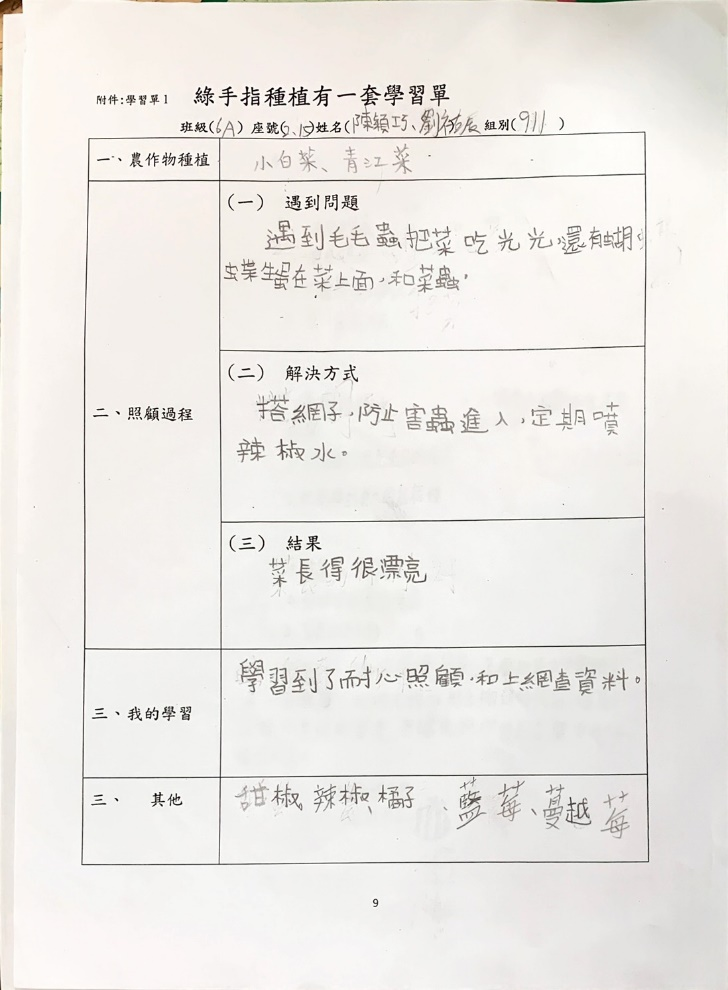 附件:學習單1 綠手指種植有一套學習單
班級(6A) 座號(5、15)姓名(陳穎巧、劉祐辰 組別(911)
一、農作物種植 小白菜、青江菜
(一) 遇到問題
遇到毛毛蟲把菜吃光光,還有蝴
蝶生蛋在菜上面,和菜蟲,
二、照顧過程
(二) 解決方式
搭網子,防止害蟲進入,定期噴
辣椒水。
(三) 結果
菜長得很漂亮
三、我的學習
學習到了耐心照顧,和上網查資料。
三、 其他
甜椒、辣椒、橘子、藍莓、蔓越莓
9